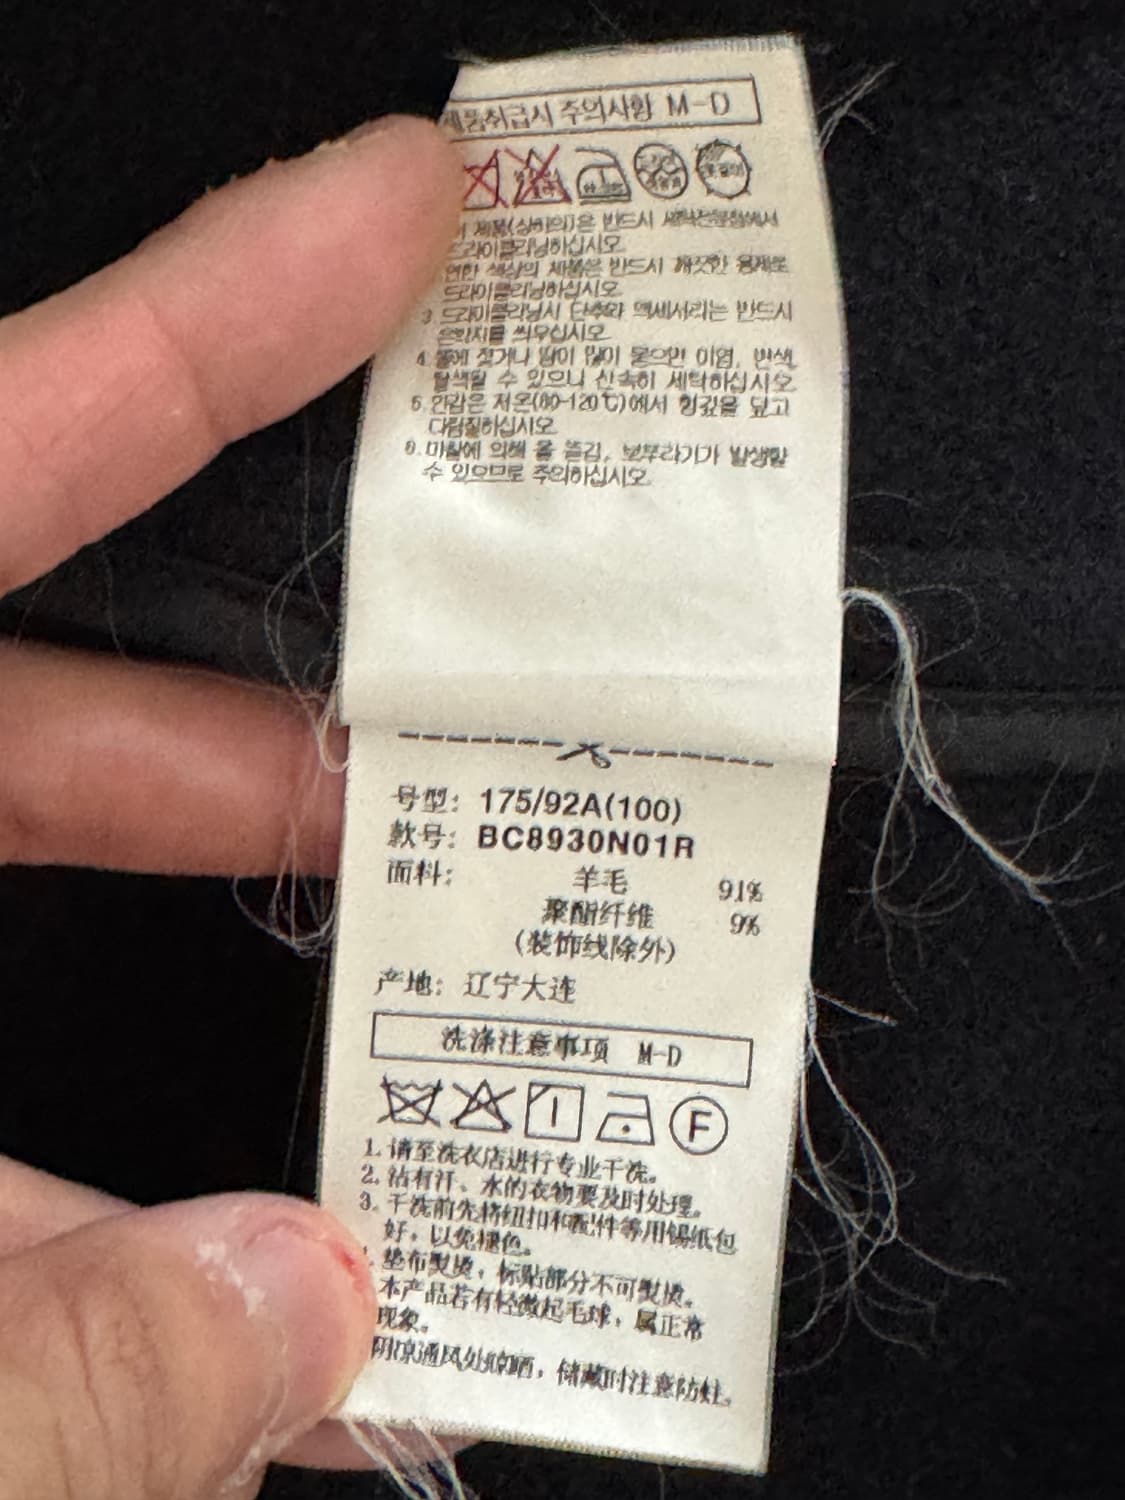 제품취급시 주의사항 M-D
제품(상하의)은 반드시 세탁전문점에서
드라이클리닝하십시오
연한 색상의 제품은 반드시 깨끗한 용제로
드라이클리닝하십시오
3. 드라이클리닝시 단추와 액세서리는 반드시
은박지를 씌우십시오
4. 물에 젖거나 땀이 많이 묻으면 이염, 변색
탈색될 수 있으니 신속히 세탁하십시오
5. 안감은 저온(80-120℃)에서 헝겊을 덮고
다림질하십시오
6. 마찰에 의해 올 뜯김, 보푸라기가 발생할
수 있으므로 주의하십시오
号型: 175/92A(100)
款号: BC8930N01R
面料: 羊毛 91%
聚酯纤维 9%
(装饰线除外)
产地: 辽宁大连
洗涤注意事项 M-D
F
1. 请至洗衣店进行专业干洗。
2. 沾有汗、水的衣物要及时处理。
3. 干洗前先将纽扣和配件等用锡纸包
好,以免褪色。
垫布熨烫,标贴部分不可熨烫。
本产品若有轻微起毛球,属正常
现象。
阴凉通风处晾晒,储藏时注意防蛀。